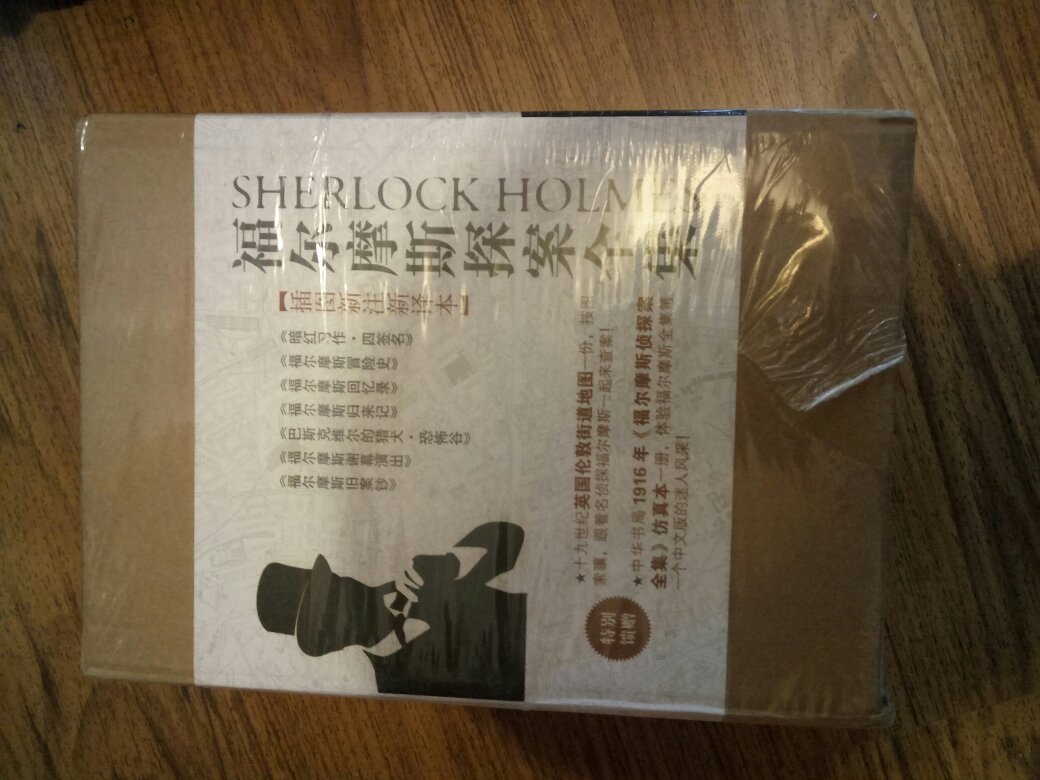 SHERLOCK HOLMES
福尔摩斯探案全集
【插图新注新译本】
《暗红习作·四签名》
《福尔摩斯冒险史》
《福尔摩斯回忆录》
《福尔摩斯归来记》
《巴斯克维尔的猎犬·恐怖谷》
《福尔摩斯谢幕演出》
《福尔摩斯旧案钞》
特别
馈赠
★十九世纪英国伦敦街道地图一份，按图
索骥，跟着名侦探福尔摩斯一起来查案！
★中华书局1916年《福尔摩斯侦探案
全集》仿真本一册，体验福尔摩斯全集第
一个中文版的迷人风采！